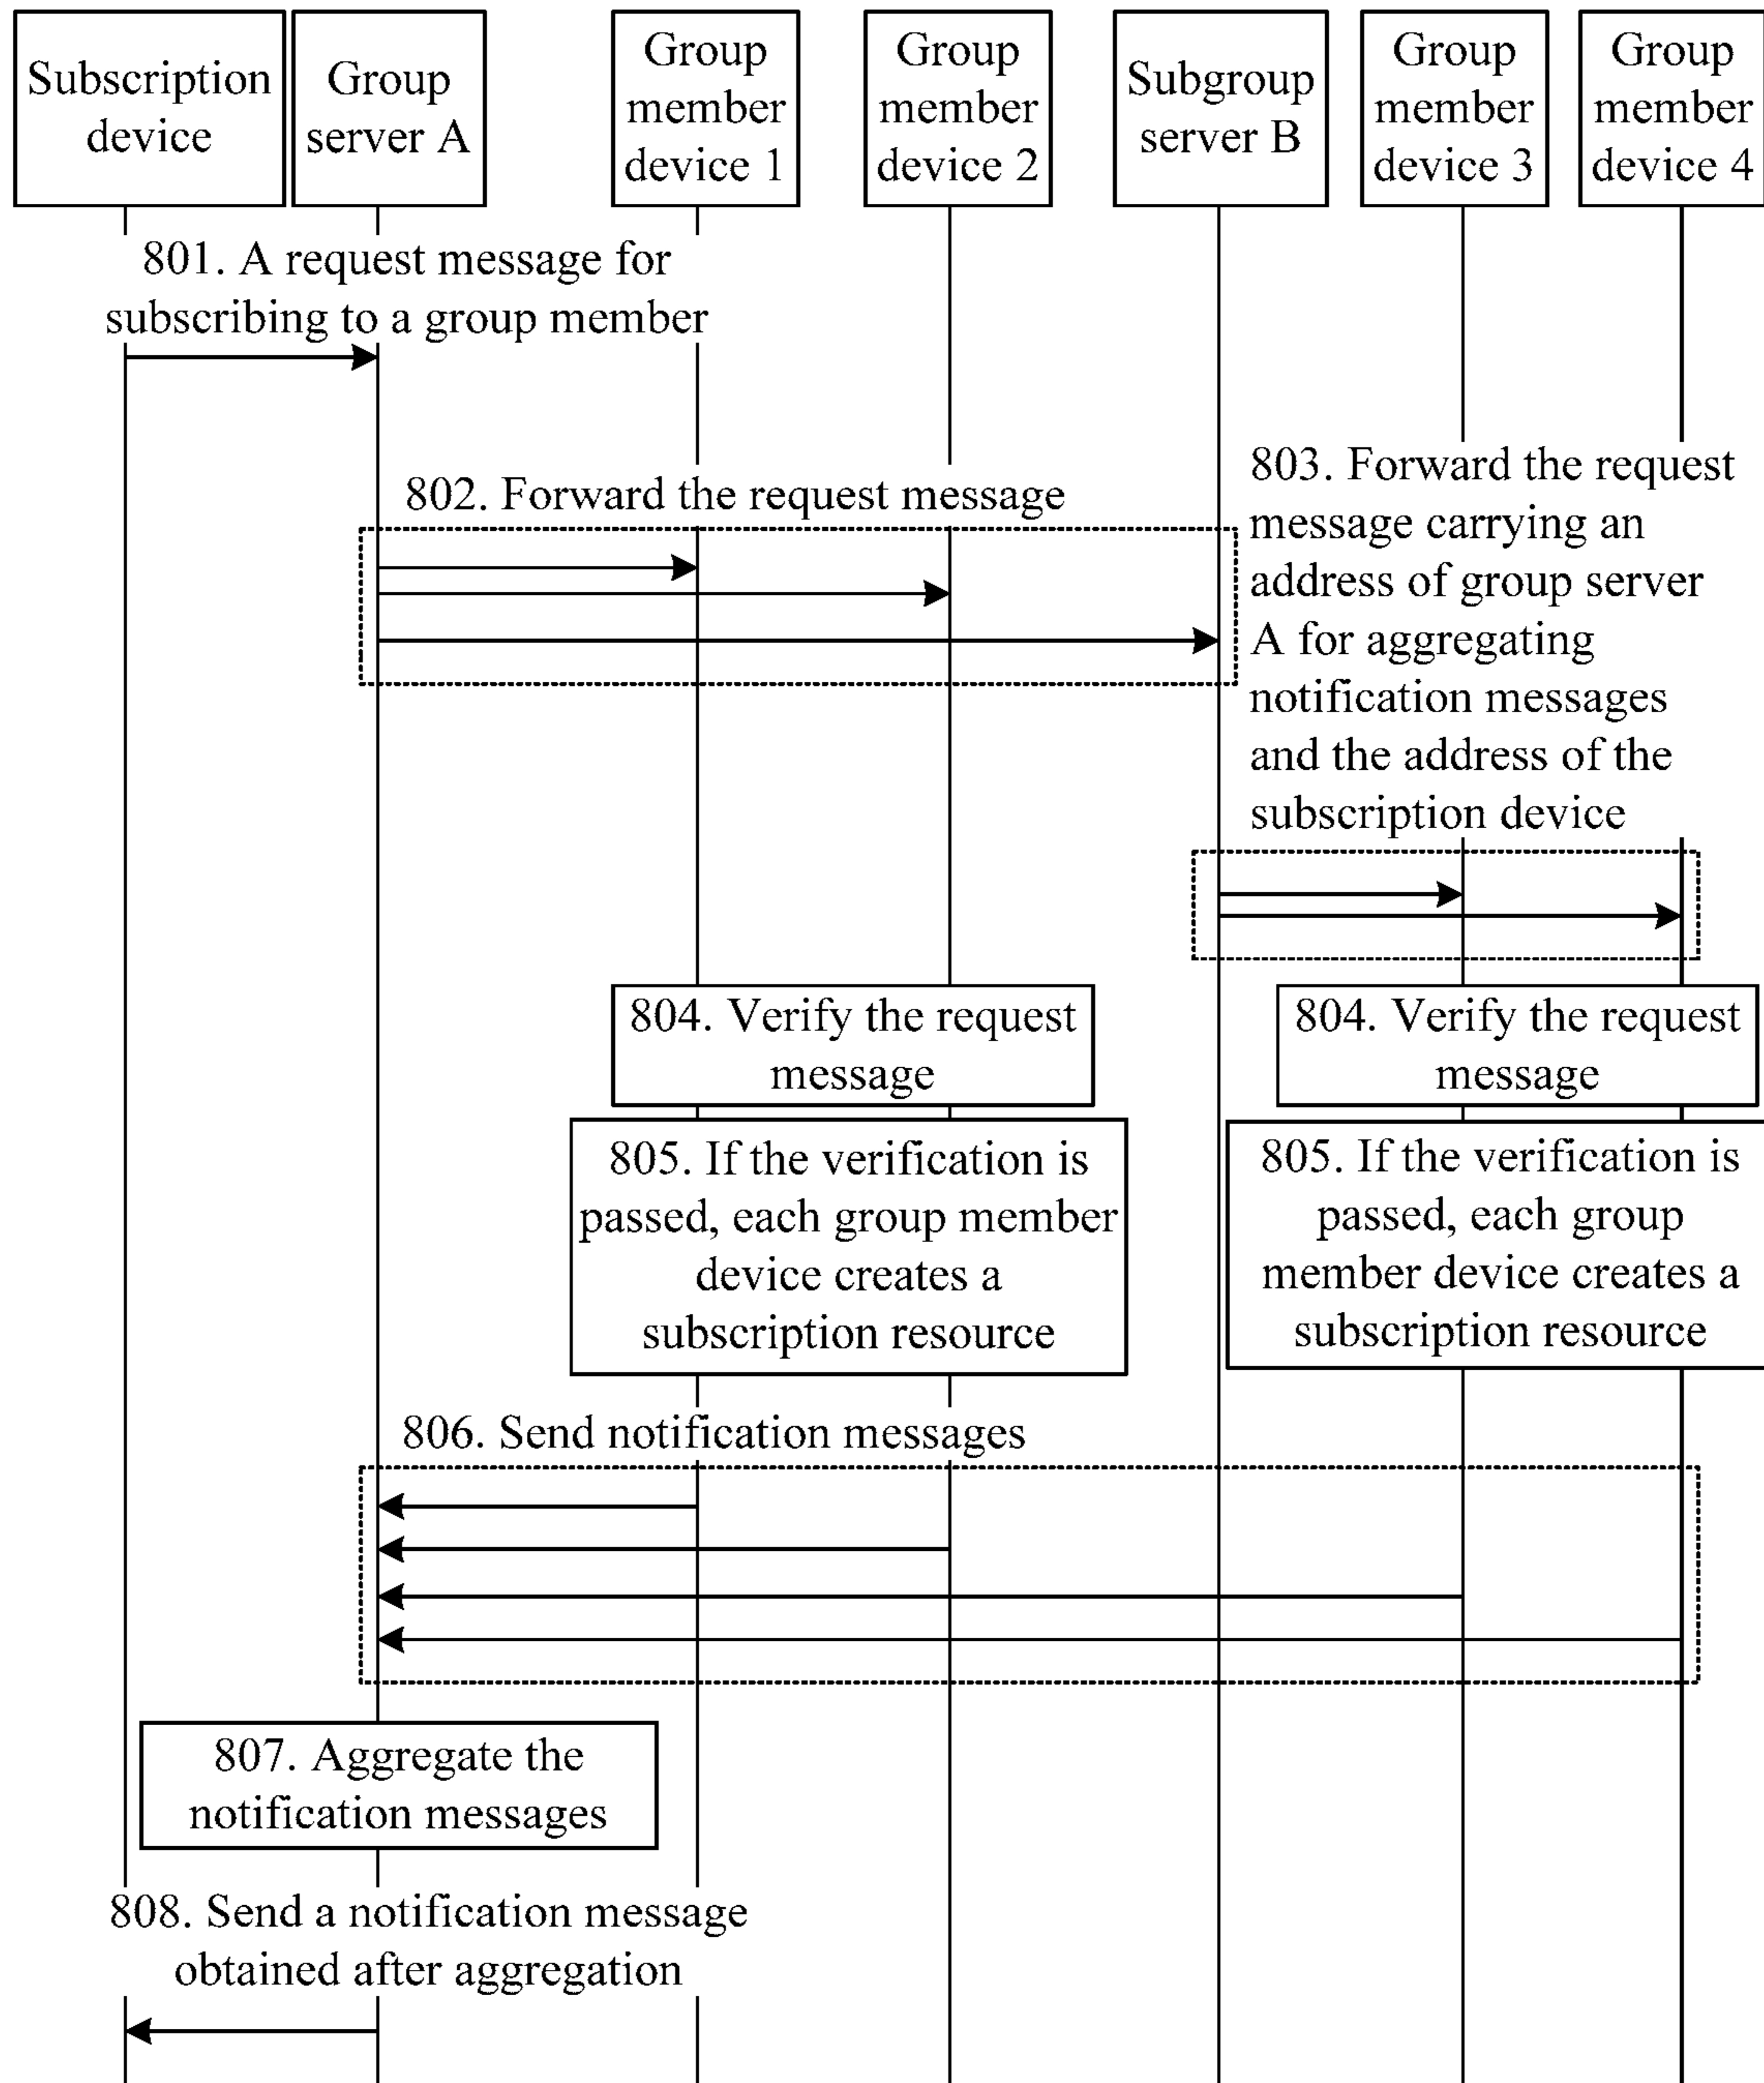 Subscription
device
Group
server A
Group
member
device 1
Group
member
device 2
Subgroup
server B
Group
member
device 3
Group
member
device 4
801. A request message for
subscribing to a group member
802. Forward the request message
803. Forward the request
message carrying an
address of group server
A for aggregating
notification messages
and the address of the
subscription device
804. Verify the request
message
804. Verify the request
message
805. If the verification is
passed, each group member
device creates a
subscription resource
805. If the verification is
passed, each group
member device creates a
subscription resource
806. Send notification messages
807. Aggregate the
notification messages
808. Send a notification message
obtained after aggregation